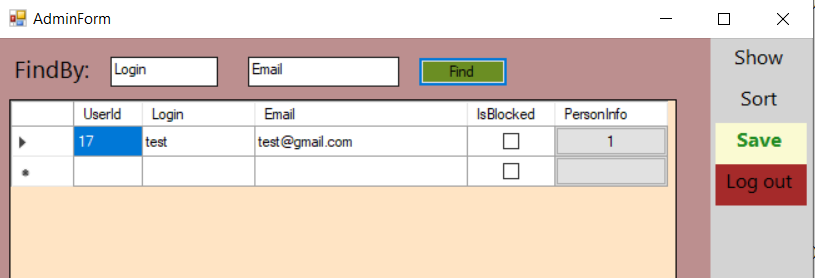 AdminForm
FindBy: Login Email Find
UserId Login Email IsBlocked PersonInfo
17 test test@gmail.com 1
Show
Sort
Save
Log out